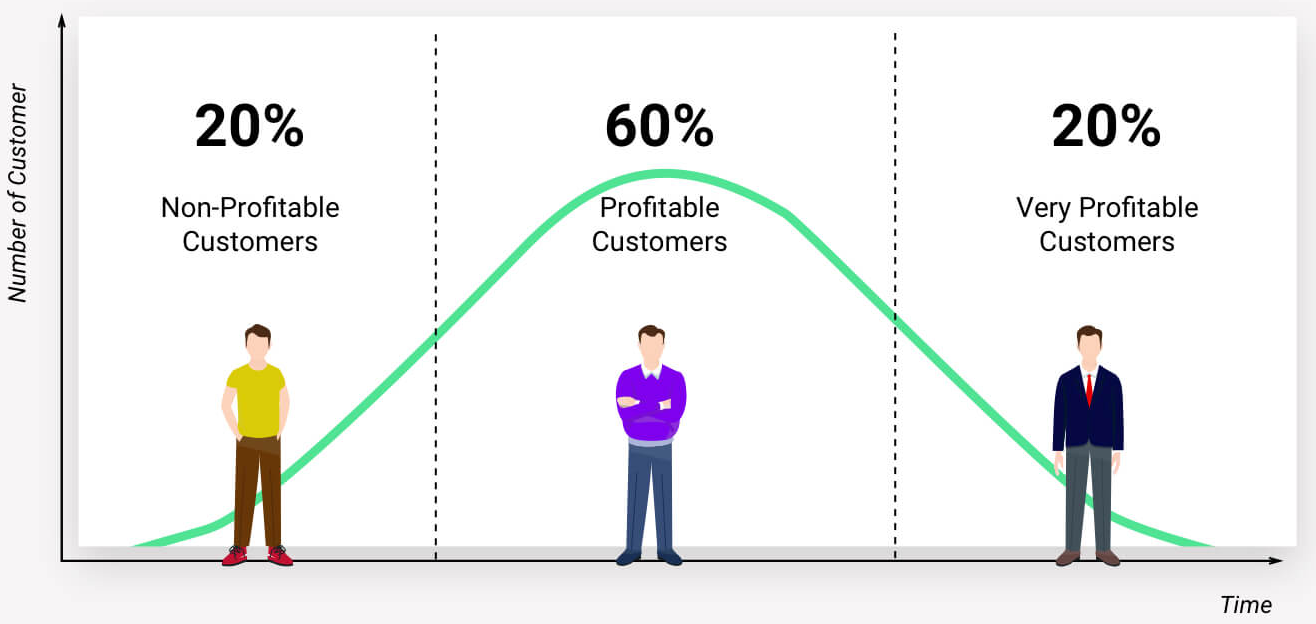 Number of Customer
20%
Non-Profitable
Customers
60%
Profitable
Customers
20%
Very Profitable
Customers
Time